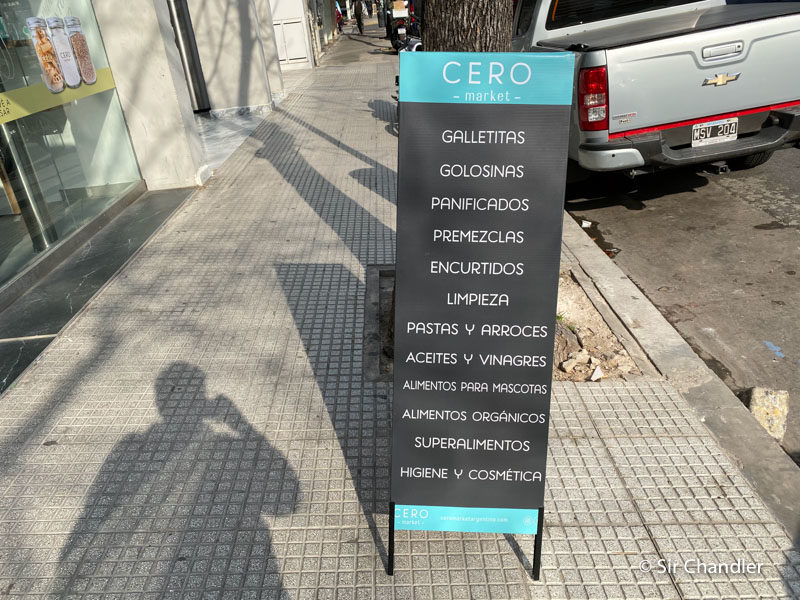 CERO
– market –
GALLETITAS
GOLOSINAS
PANIFICADOS
PREMEZCLAS
ENCURTIDOS
LIMPIEZA
PASTAS Y ARROCES
ACEITES Y VINAGRES
ALIMENTOS PARA MASCOTAS
ALIMENTOS ORGÁNICOS
SUPERALIMENTOS
HIGIENE Y COSMÉTICA
CERO
– market –
ceromarketargentina.com
MSV 204
CERO
© Sir Chandler